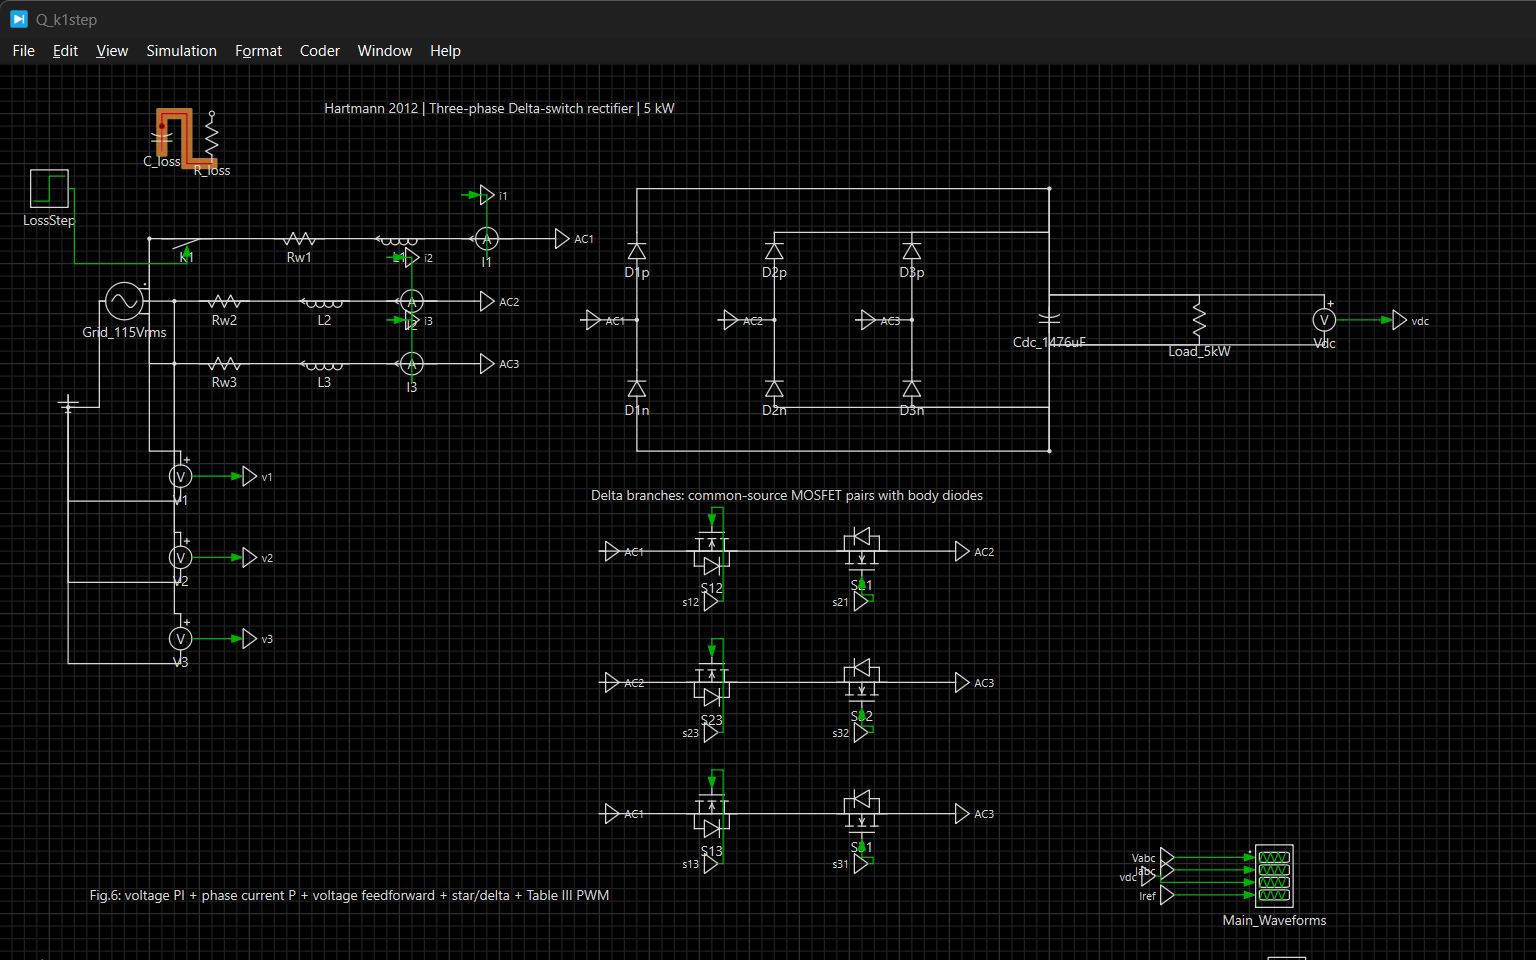 Q_k1step
File Edit View Simulation Format Coder Window Help
Hartmann 2012 | Three-phase Delta-switch rectifier | 5 kW
C_loss
R_loss
LossStep
i1
K1
Rw1
I1
AC1
i2
Rw2
L2
AC2
i3
Grid_115Vrms
Rw3
L3
I3
AC3
D1p
D2p
D3p
AC1
AC2
AC3
D1n
D2n
D3n
Cdc_1476uF
Load_5kW
V
Vdc
vdc
V
V1
v1
V
V2
v2
V
V3
v3
Delta branches: common-source MOSFET pairs with body diodes
AC1
S12
s12
s21
AC2
AC2
S23
s23
s32
AC3
AC1
S13
s13
s31
AC3
Fig.6: voltage PI + phase current P + voltage feedforward + star/delta + Table III PWM
Vabc
Iabc
vdc
Iref
Main_Waveforms